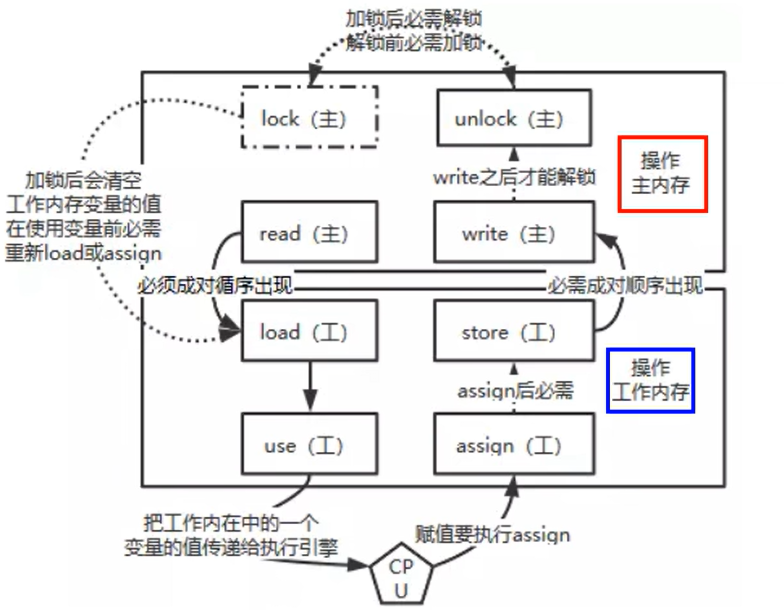 加锁后必需解锁
解锁前必需加锁
lock（主）
unlock（主）
操作
主内存
加锁后会清空
工作内存变量的值
在使用变量前必需
重新load或assign
write之后才能解锁
read（主）
write（主）
必须成对循序出现
必需成对顺序出现
load（工）
store（工）
操作
工作内存
assign后必需
use（工）
assign（工）
把工作内在中的一个
变量的值传递给执行引擎
赋值要执行assign
CP
U